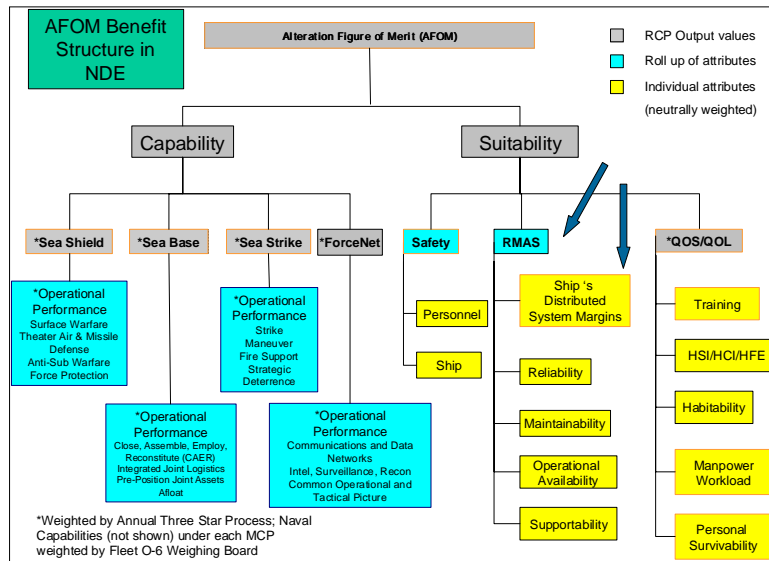 AFOM Benefit
Structure in
NDE
Alteration Figure of Merit (AFOM)
RCP Output values
Roll up of attributes
Individual attributes
(neutrally weighted)
Capability
Suitability
*Sea Shield
*Sea Base
*Sea Strike
*ForceNet
Safety
RMAS
*QOS/QOL
*Operational
Performance
Surface Warfare
Theater Air & Missile
Defense
Anti-Sub Warfare
Force Protection
*Operational
Performance
Close, Assemble, Employ,
Reconstitute (CAER)
Integrated Joint Logistics
Pre-Position Joint Assets
Afloat
*Operational
Performance
Strike
Maneuver
Fire Support
Strategic
Deterrence
*Operational
Performance
Communications and Data
Networks
Intel, Surveillance, Recon
Common Operational and
Tactical Picture
Personnel
Ship
Ship ‘s
Distributed
System Margins
Reliability
Maintainability
Operational
Availability
Supportability
Training
HSI/HCI/HFE
Habitability
Manpower
Workload
Personal
Survivability
*Weighted by Annual Three Star Process; Naval
Capabilities (not shown) under each MCP
weighted by Fleet O-6 Weighing Board